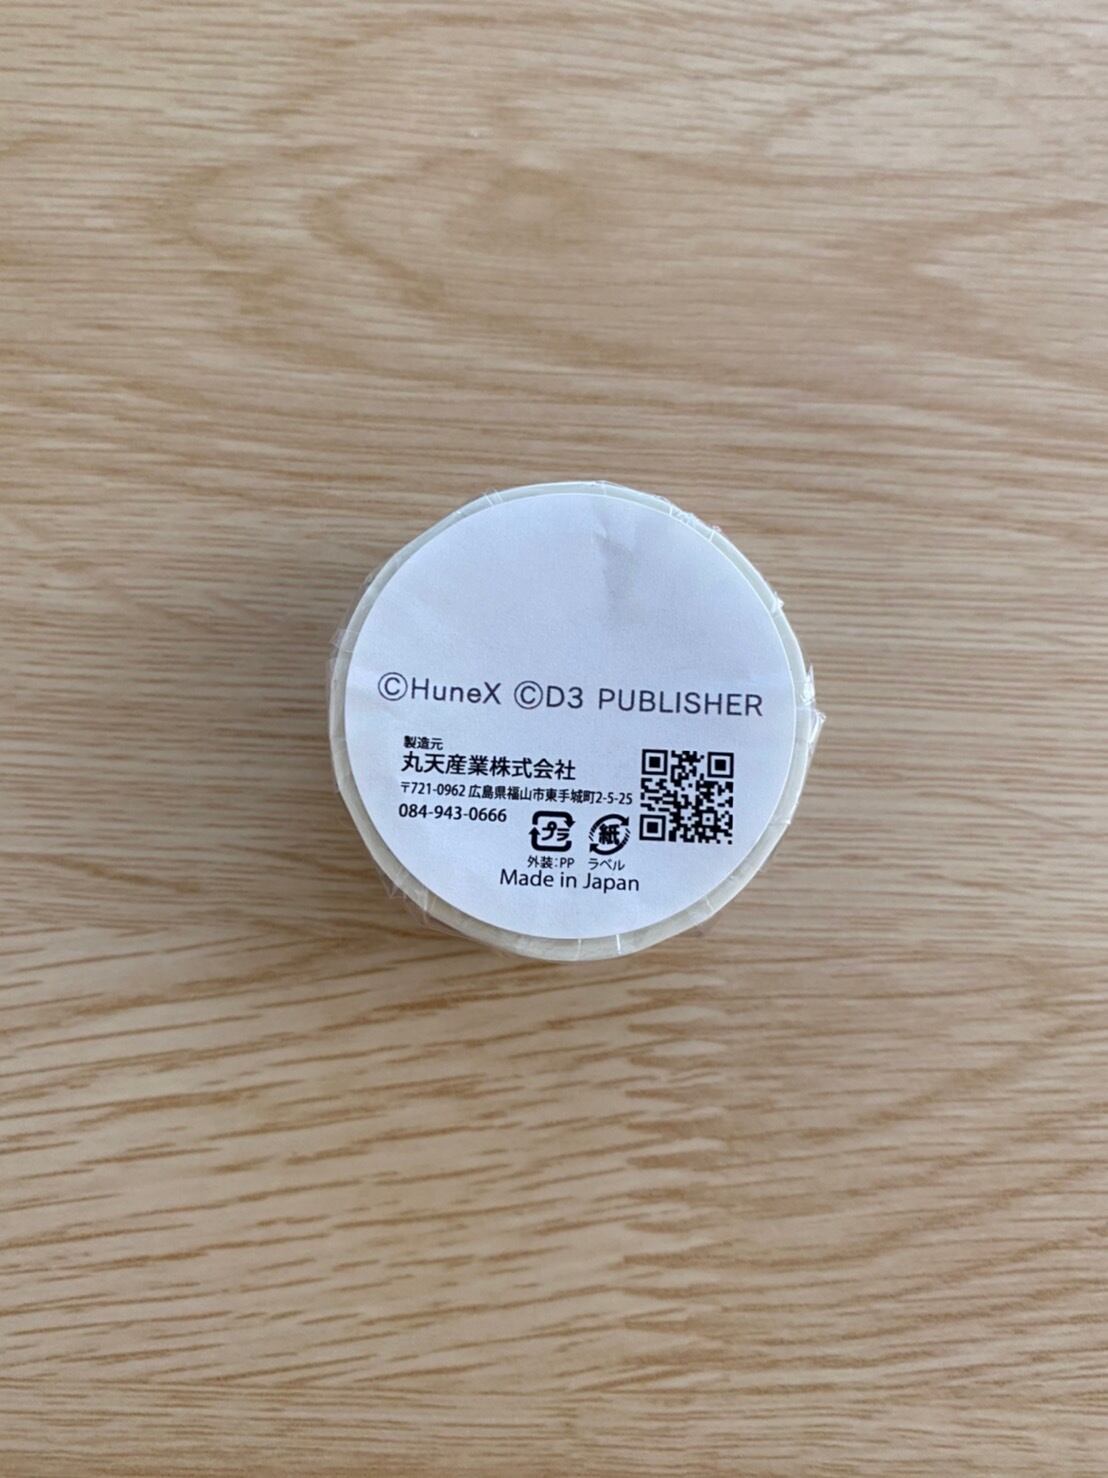 ©HuneX ©D3 PUBLISHER
製造元
丸天産業株式会社
〒721-0962 広島県福山市東手城町2-5-25
084-943-0666
プラ 紙
外装:PP ラベル
Made in Japan